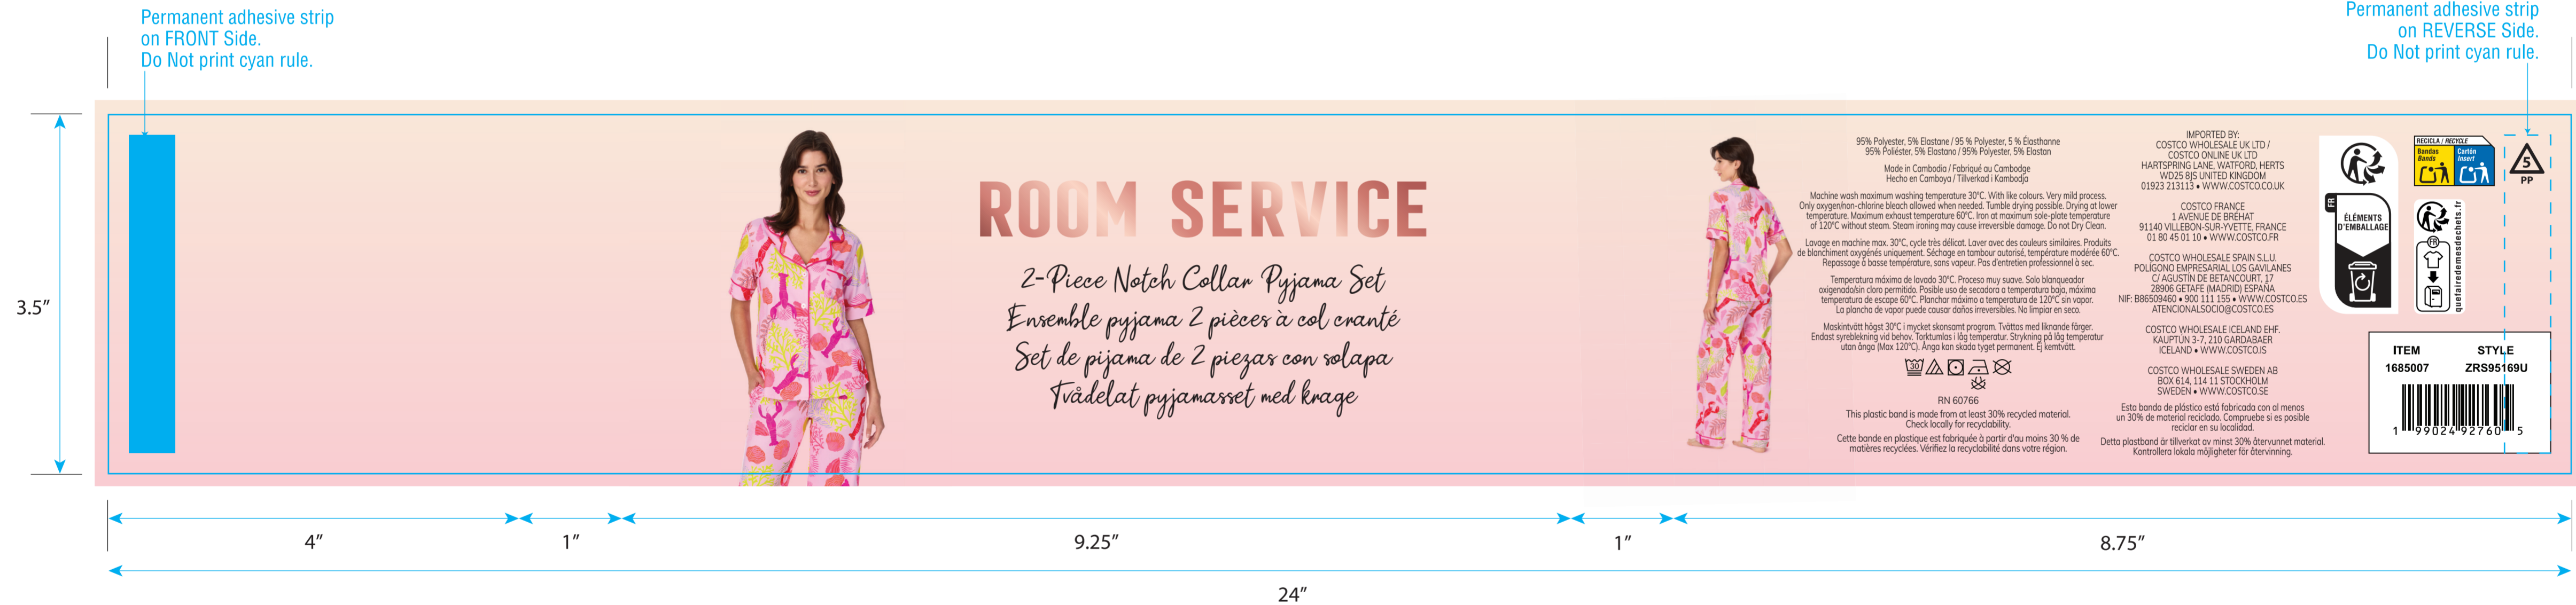 Permanent adhesive strip
on FRONT Side.
Do Not print cyan rule.
Permanent adhesive strip
on REVERSE Side.
Do Not print cyan rule.
3.5”
ROOM SERVICE
2-Piece Notch Collar Pyjama Set
Ensemble pyjama 2 pièces à col cranté
Set de pijama de 2 piezas con solapa
Tvådelat pyjamasset med krage
95% Polyester, 5% Elastane / 95 % Polyester, 5 % Élasthanne
95% Poliéster, 5% Elastano / 95% Polyester, 5% Elastan
Made in Cambodia / Fabriqué au Cambodge
Hecho en Camboya / Tillverkad i Kambodja
Machine wash maximum washing temperature 30°C. With like colours. Very mild process.
Only oxygen/non-chlorine bleach allowed when needed. Tumble drying possible. Drying at lower
temperature. Maximum exhaust temperature 60°C. Iron at maximum sole-plate temperature
of 120°C without steam. Steam ironing may cause irreversible damage. Do not Dry Clean.
Lavage en machine max. 30°C, cycle très délicat. Laver avec des couleurs similaires. Produits
de blanchiment oxygénés uniquement. Séchage en tambour autorisé, température modérée 60°C.
Repassage à basse température, sans vapeur. Pas d'entretien professionnel à sec.
Temperatura máxima de lavado 30°C. Proceso muy suave. Solo blanqueador
oxigenado/sin cloro permitido. Posible uso de secadora a temperatura baja, máxima
temperatura de escape 60°C. Planchar máximo a temperatura de 120°C sin vapor.
La plancha de vapor puede causar daños irreversibles. No limpiar en seco.
Maskintvätt högst 30°C i mycket skonsamt program. Tvättas med liknande färger.
Endast syreblekning vid behov. Torktumlas i låg temperatur. Strykning på låg temperatur
utan ånga (Max 120°C). Ånga kan skada tyget permanent. Ej kemtvätt.
30
RN 60766
This plastic band is made from at least 30% recycled material.
Check locally for recyclability.
Cette bande en plastique est fabriquée à partir d'au moins 30 % de
matières recyclées. Vérifiez la recyclabilité dans votre région.
IMPORTED BY:
COSTCO WHOLESALE UK LTD /
COSTCO ONLINE UK LTD
HARTSPRING LANE, WATFORD, HERTS
WD25 8JS UNITED KINGDOM
01923 213113 • WWW.COSTCO.CO.UK
COSTCO FRANCE
1 AVENUE DE BRÉHAT
91140 VILLEBON-SUR-YVETTE, FRANCE
01 80 45 01 10 • WWW.COSTCO.FR
COSTCO WHOLESALE SPAIN S.L.U.
POLÍGONO EMPRESARIAL LOS GAVILANES
C/ AGUSTÍN DE BETANCOURT, 17
28906 GETAFE (MADRID) ESPAÑA
NIF: B86509460 • 900 111 155 • WWW.COSTCO.ES
ATENCIONALSOCIO@COSTCO.ES
COSTCO WHOLESALE ICELAND EHF.
KAUPTÚN 3-7, 210 GARDABAER
ICELAND • WWW.COSTCO.IS
COSTCO WHOLESALE SWEDEN AB
BOX 614, 114 11 STOCKHOLM
SWEDEN • WWW.COSTCO.SE
Esta banda de plástico está fabricada con al menos
un 30% de material reciclado. Compruebe si es posible
reciclar en su localidad.
Detta plastband är tillverkat av minst 30% återvunnet material.
Kontrollera lokala möjligheter för återvinning.
FR
ÉLÉMENTS
D'EMBALLAGE
RECICLA / RECYCLE
Bandas
Bands
Cartón
Insert
5
PP
FR
quefairedemesdechets.fr
ITEM STYLE
1685007 ZRS95169U
1 99024 92760 5
4” 1” 9.25” 1” 8.75”
24”